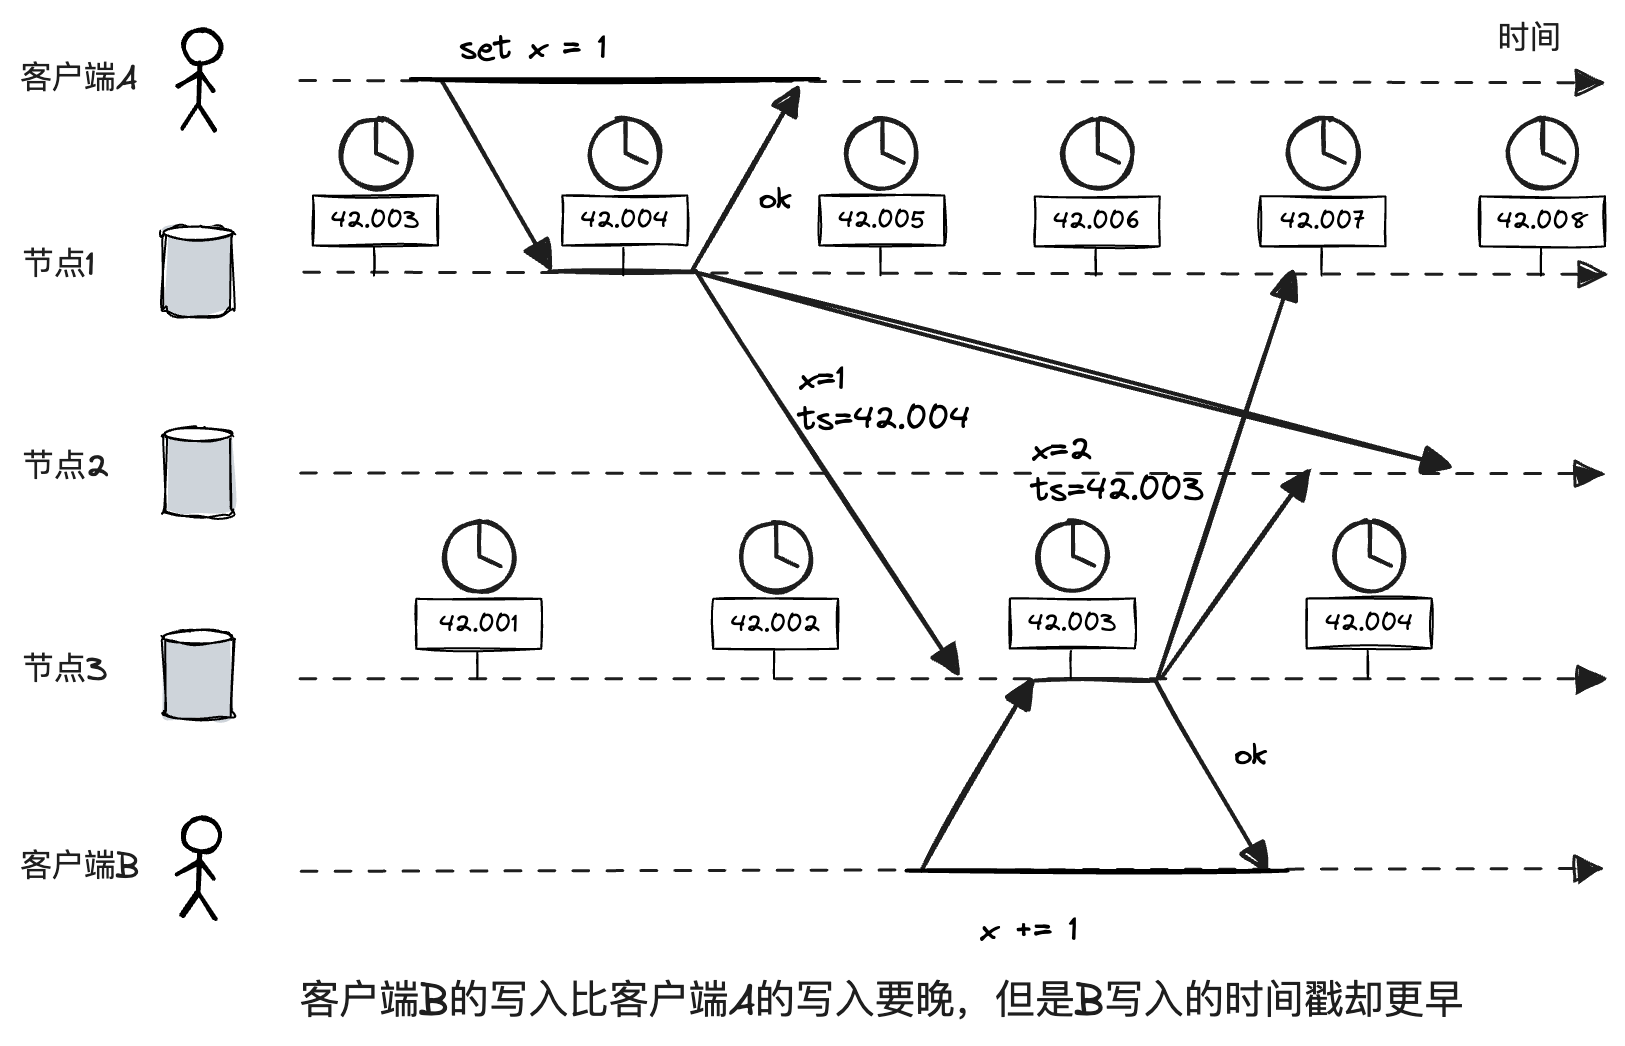 set x = 1
时间
客户端A
42.003
42.004
ok
42.005
42.006
42.007
42.008
节点1
x=1
ts=42.004
x=2
ts=42.003
节点2
42.001
42.002
42.003
42.004
节点3
ok
客户端B
x += 1
客户端B的写入比客户端A的写入要晚，但是B写入的时间戳却更早